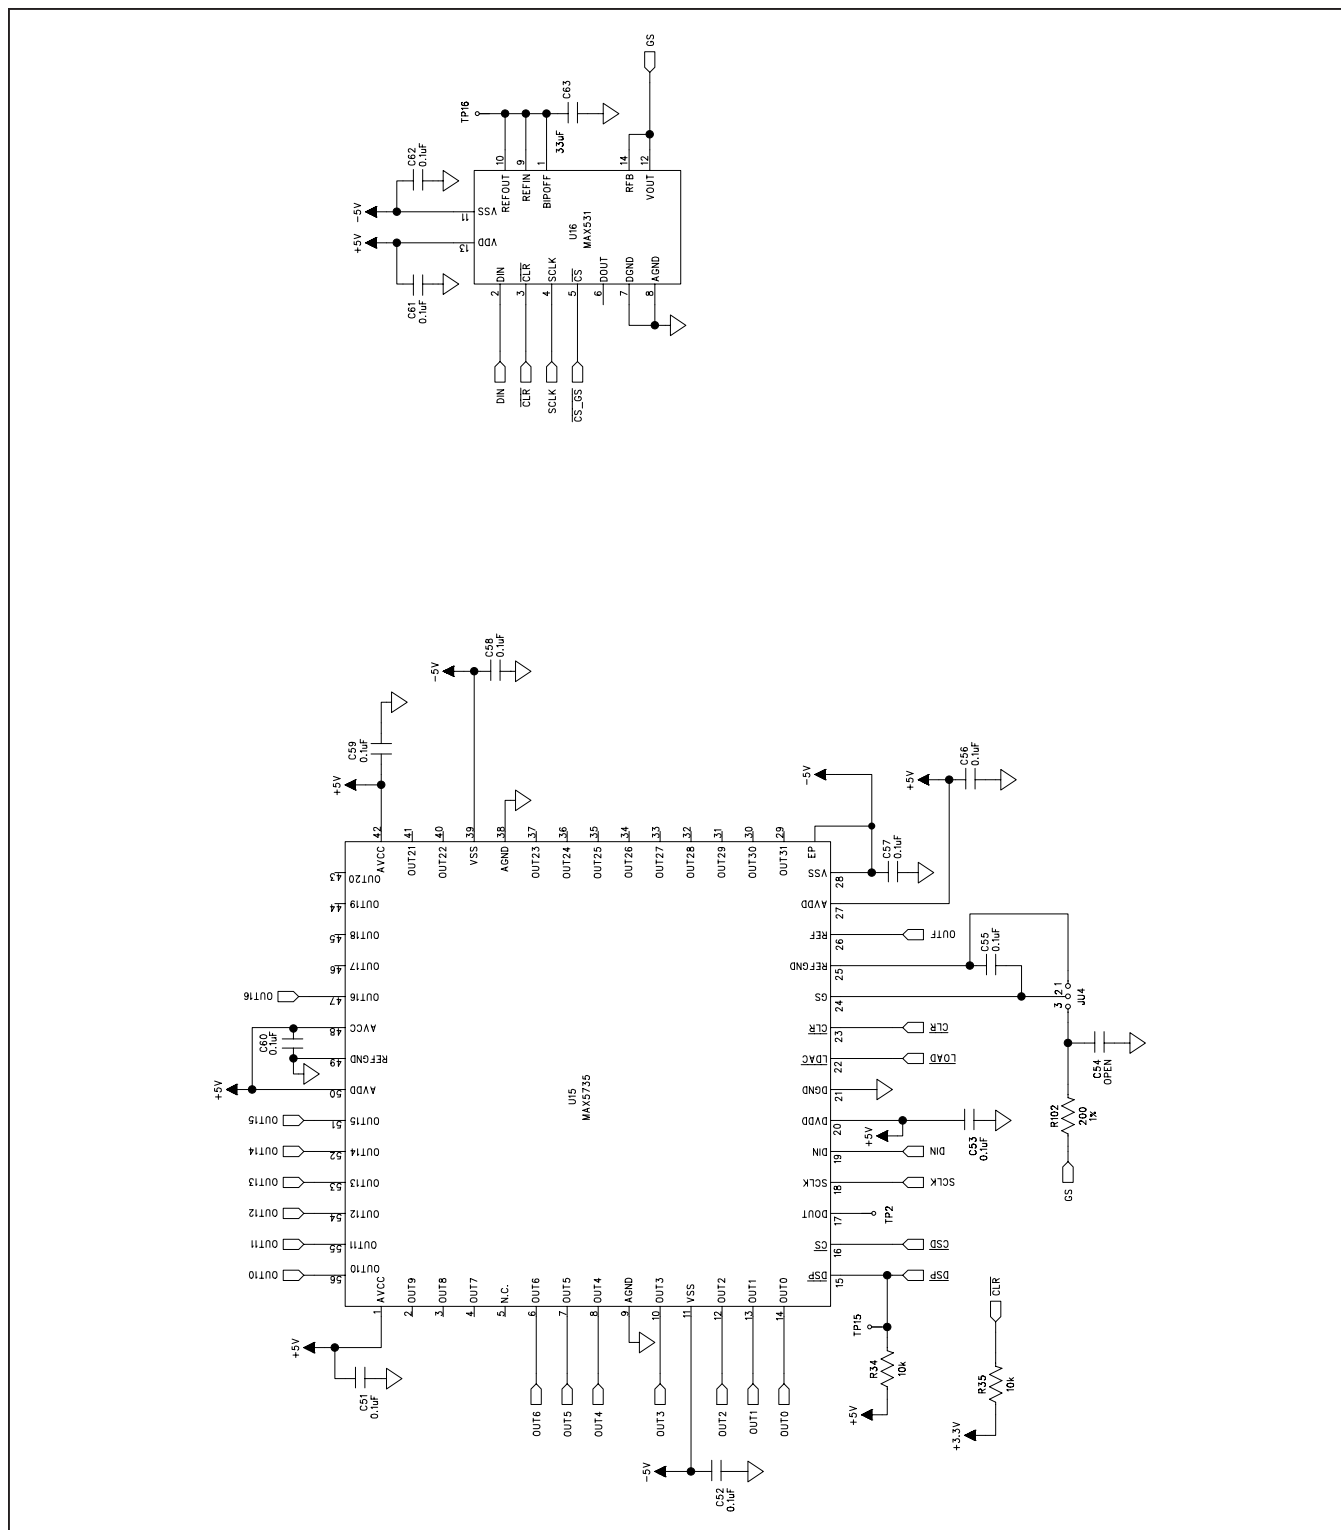 GS
TP16
C63
33uF
C62
0.1uF
-5V
+5V
C61
0.1uF
10 REFOUT
9 REFIN
1 BIPOFF
14 RFB
12 VOUT
11 VSS
13 VDD
U16
MAX531
2 DIN
3 CLR
4 SCLK
5 CS
6 DOUT
7 DGND
8 AGND
DIN
CLR
SCLK
CS_GS
-5V
C58
0.1uF
C59
0.1uF
+5V
42 AVCC
41 OUT21
40 OUT22
39 VSS
38 AGND
37 OUT23
36 OUT24
35 OUT25
34 OUT26
33 OUT27
32 OUT28
31 OUT29
30 OUT30
29 OUT31
EP
43 OUT20
44 OUT19
45 OUT18
46 OUT17
47 OUT16
48 AVCC
49 REFGND
50 AVDD
51 OUT15
52 OUT14
53 OUT13
54 OUT12
55 OUT11
56 OUT10
OUT16
C60
0.1uF
+5V
OUT15
OUT14
OUT13
OUT12
OUT11
OUT10
U15
MAX5735
VSS 28
AVDD 27
REF 26
REFGND 25
GS 24
CLR 23
LDAC 22
DGND 21
DVDD 20
DIN 19
SCLK 18
DOUT 17
CS 16
DSP 15
-5V
C57
0.1uF
+5V
C56
0.1uF
OUTF
C55
0.1uF
3 2 1
JU4
CLR
LOAD
C54
OPEN
R102
200
1%
GS
+5V
C53
0.1uF
DIN
SCLK
TP2
CSD
DSP
1 AVCC
2 OUT9
3 OUT8
4 OUT7
5 N.C.
6 OUT6
7 OUT5
8 OUT4
9 AGND
10 OUT3
11 VSS
12 OUT2
13 OUT1
14 OUT0
+5V
C51
0.1uF
OUT6
OUT5
OUT4
OUT3
OUT2
OUT1
OUT0
-5V
C52
0.1uF
TP15
R34
10k
+5V
CLR
R35
10k
+3.3V